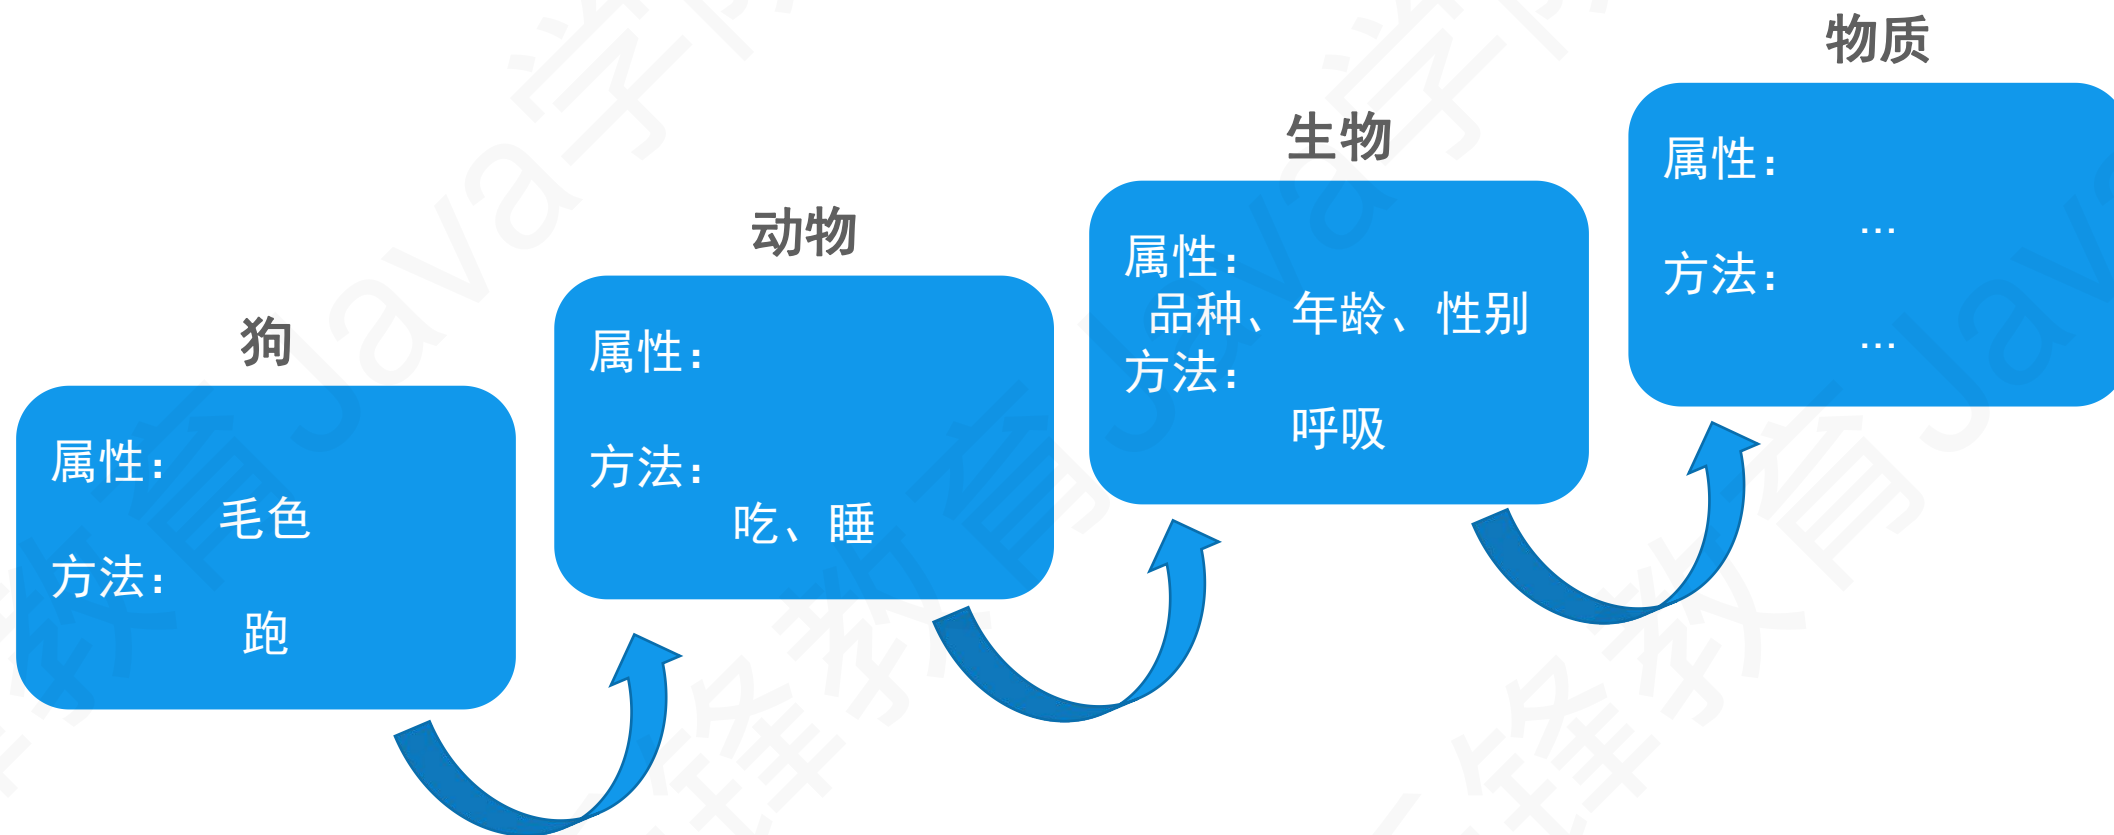 狗
属性：
毛色
方法：
跑
动物
属性：
方法：
吃、睡
生物
属性：
品种、年龄、性别
方法：
呼吸
物质
属性：
...
方法：
...